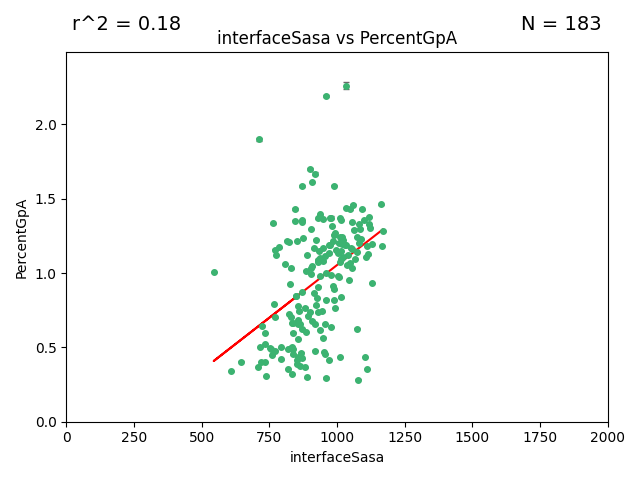 r^2 = 0.18
N = 183
interfaceSasa vs PercentGpA
PercentGpA
2.0
1.5
1.0
0.5
0.0
0 250 500 750 1000 1250 1500 1750 2000
interfaceSasa